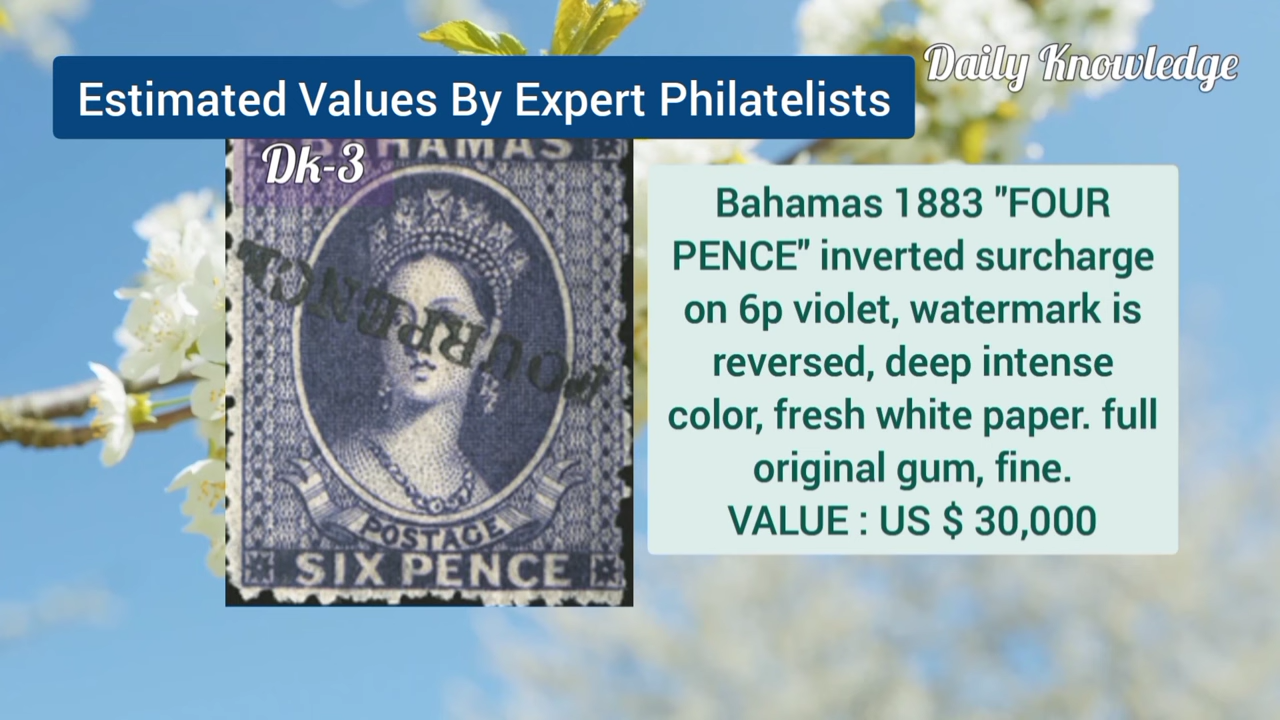 Daily Knowledge
Estimated Values By Expert Philatelists
BAHAMAS
Dk-3
FOURPENCE
POSTAGE
SIX PENCE
Bahamas 1883 "FOUR
PENCE" inverted surcharge
on 6p violet, watermark is
reversed, deep intense
color, fresh white paper. full
original gum, fine.
VALUE : US $ 30,000